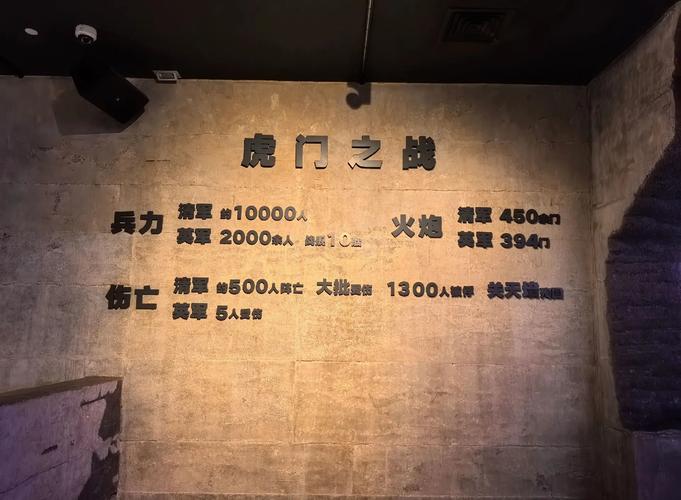 虎门之战
兵力 清军 约10000人 火炮 清军 450余门
英军 2000余人 战舰10艘 英军 394门
伤亡 清军 约500人阵亡 大批受伤 1300人被俘 关天培殉国
英军 5人受伤